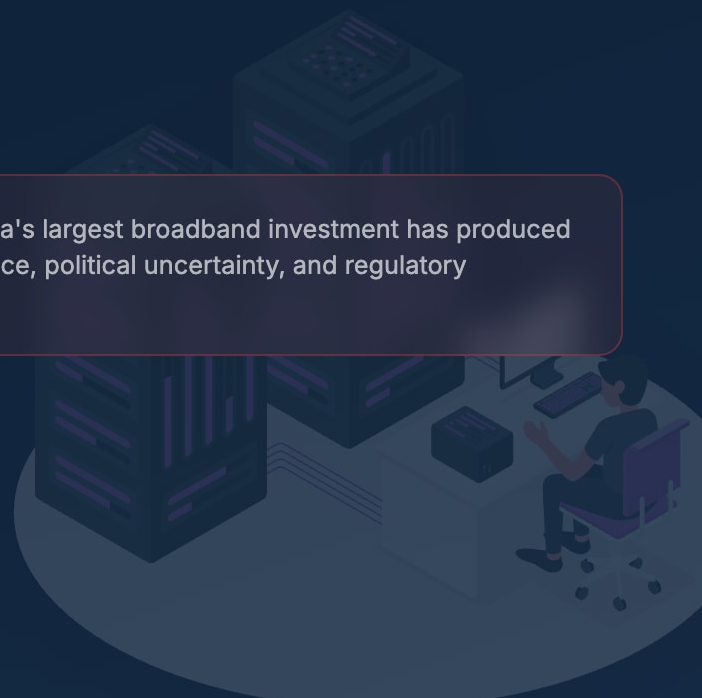 a's largest broadband investment has produced
ce, political uncertainty, and regulatory